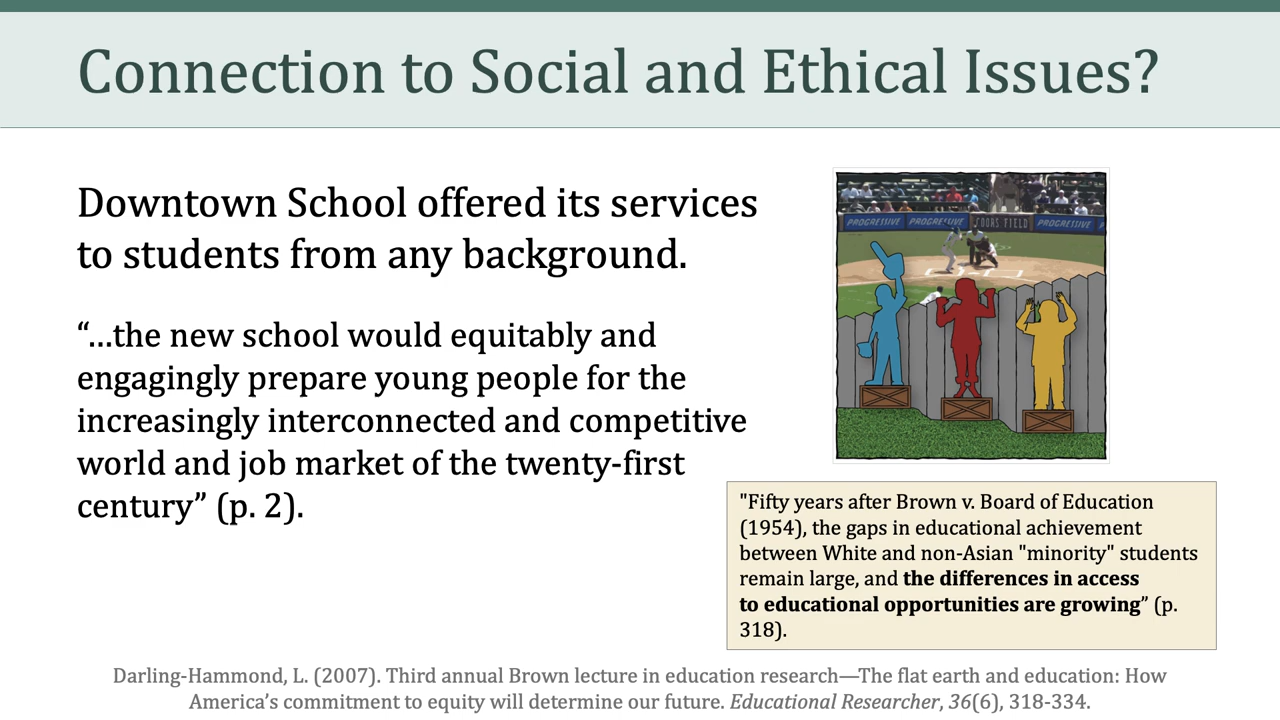 Connection to Social and Ethical Issues?
Downtown School offered its services
to students from any background.
“…the new school would equitably and
engagingly prepare young people for the
increasingly interconnected and competitive
world and job market of the twenty-first
century” (p. 2).
PROGRESSIVE PROGRESSIVE COORS FIELD PROGRESSIVE
"Fifty years after Brown v. Board of Education
(1954), the gaps in educational achievement
between White and non-Asian "minority" students
remain large, and the differences in access
to educational opportunities are growing” (p.
318).
Darling-Hammond, L. (2007). Third annual Brown lecture in education research—The flat earth and education: How
America’s commitment to equity will determine our future. Educational Researcher, 36(6), 318-334.